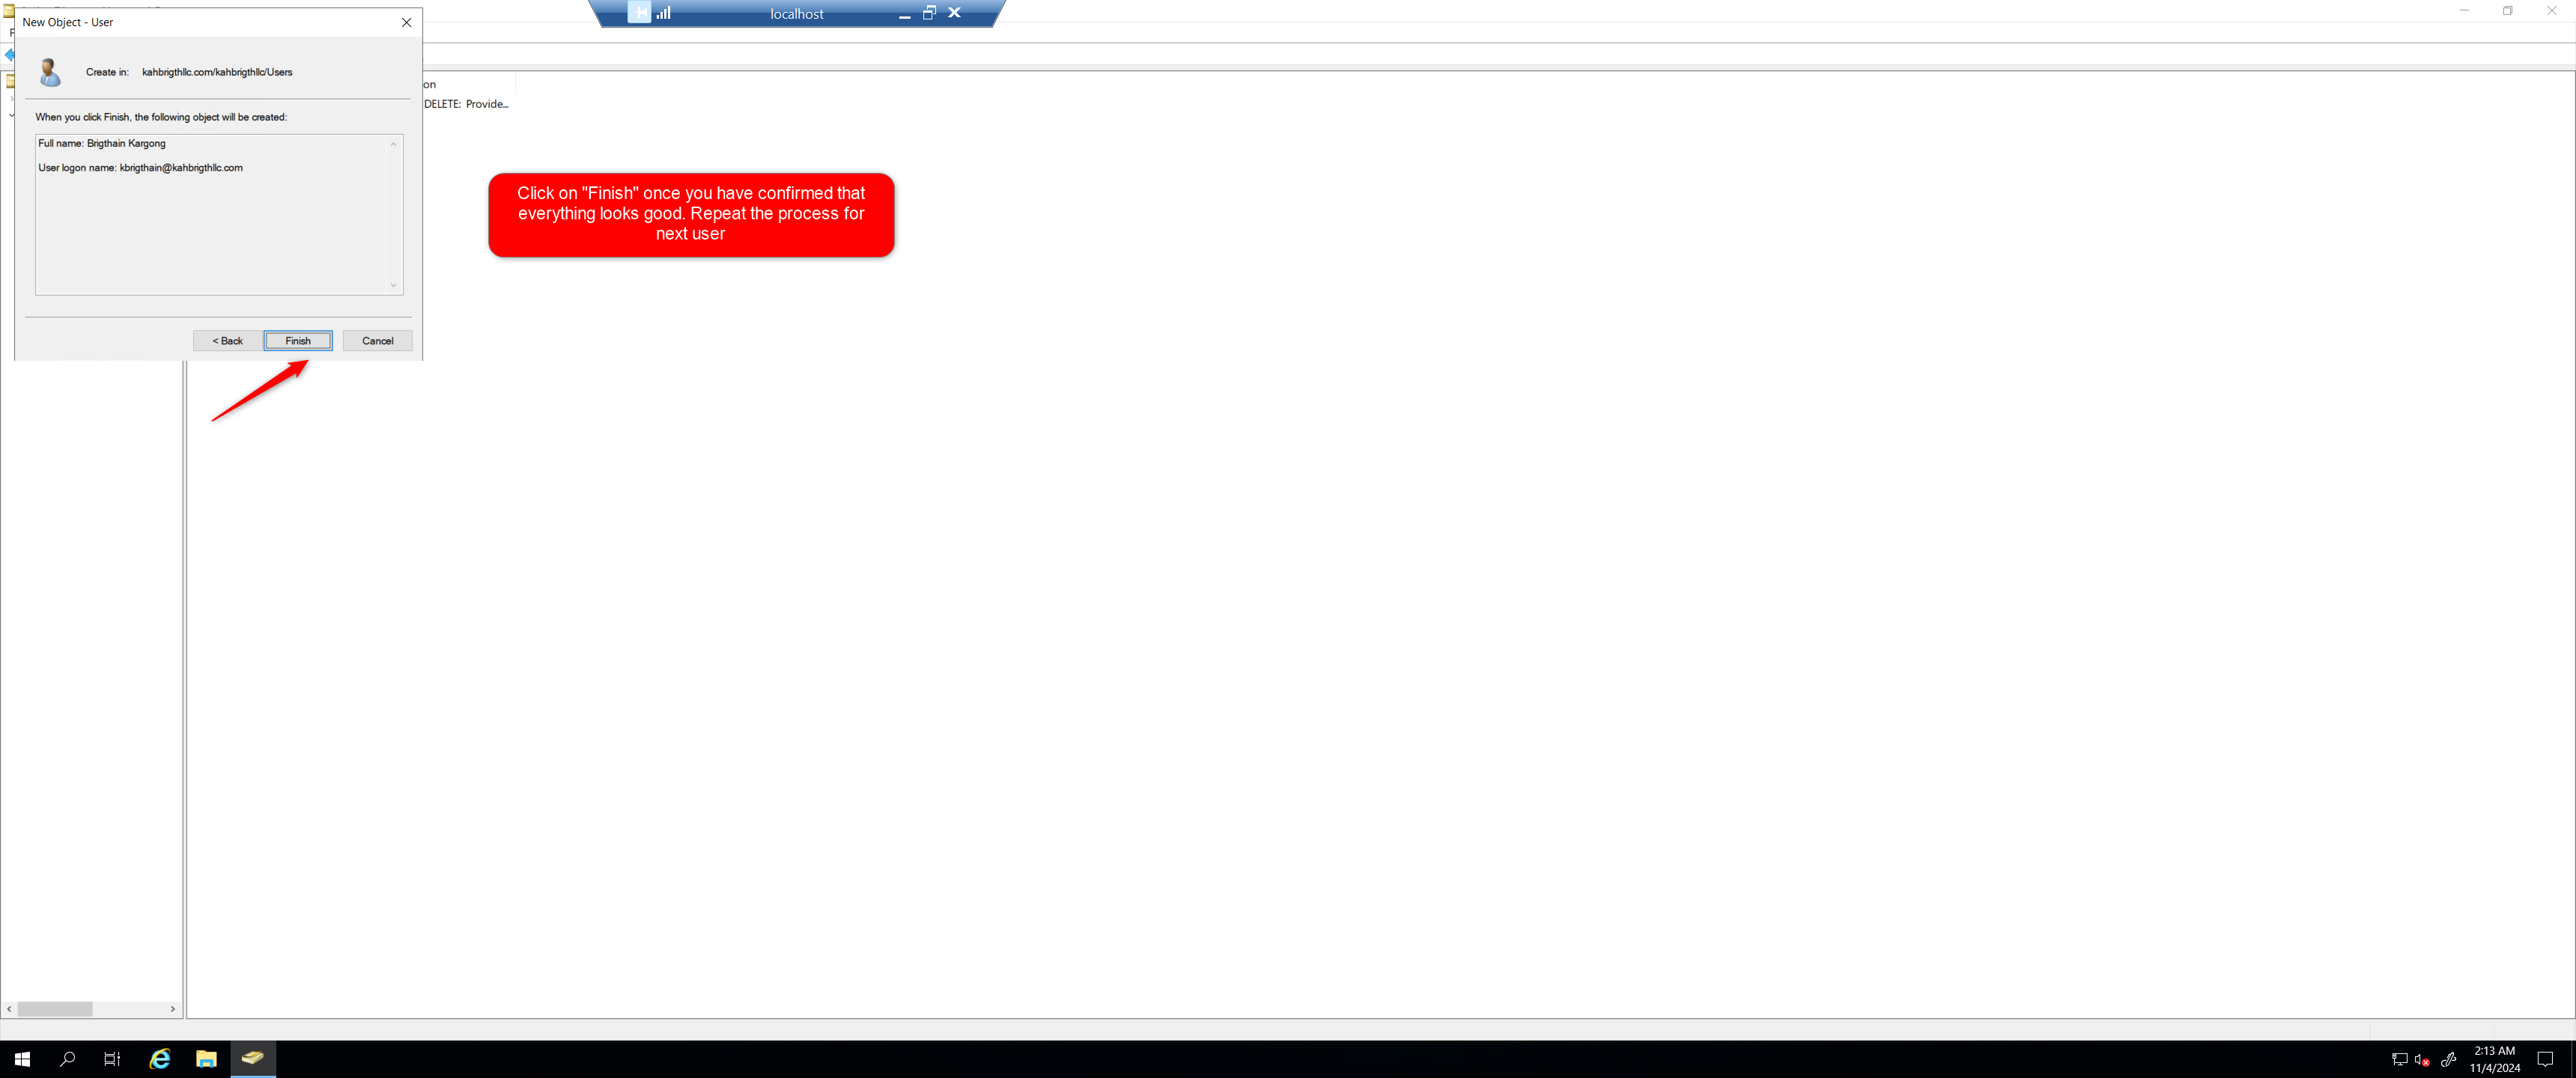 New Object - User
localhost
Create in: kahbrigthllc.com/kahbrigthllc/Users
on
When you click Finish, the following object will be created:
DELETE: Provide...
Full name: Brigthain Kargong
User logon name: kbrigthain@kahbrigthllc.com
Click on "Finish" once you have confirmed that
everything looks good. Repeat the process for
next user
< Back
Finish
Cancel
2:13 AM
11/4/2024